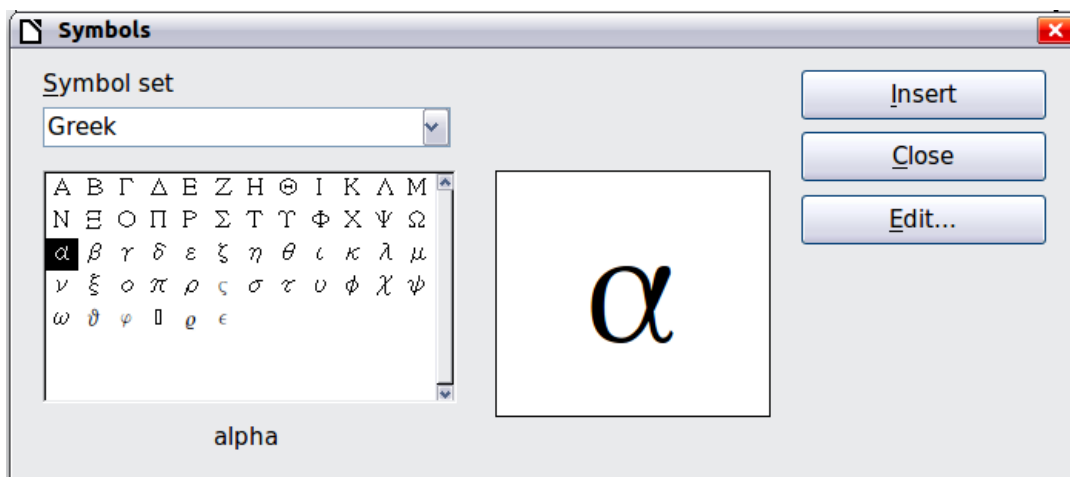 Symbols
Symbol set
Greek
Insert
Close
Edit...
Α Β Γ Δ Ε Ζ Η Θ Ι Κ Λ Μ
Ν Ξ Ο Π Ρ Σ Τ ϒ Φ Χ Ψ Ω
α β γ δ ε ζ η θ ι κ λ μ
ν ξ ο π ρ ς σ τ υ ϕ χ ψ
ω ϑ φ ϱ ϵ
α
alpha